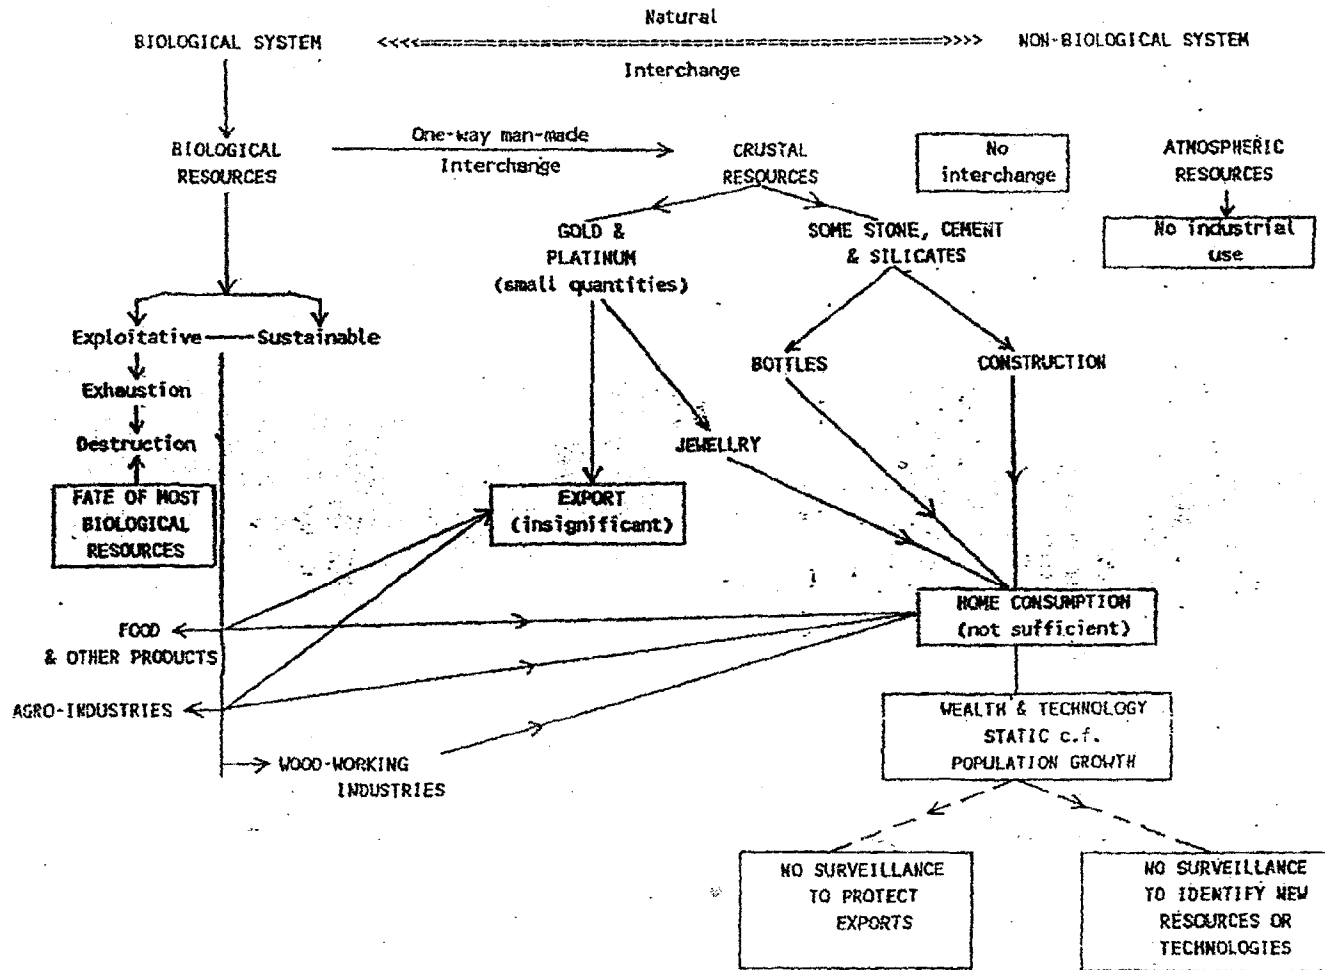 Natural
BIOLOGICAL SYSTEM <<<<==================>>>> NON-BIOLOGICAL SYSTEM
Interchange
BIOLOGICAL
RESOURCES
One-way man-made
Interchange
CRUSTAL
RESOURCES
No
interchange
ATMOSPHERIC
RESOURCES
No industrial
use
GOLD &
PLATINUM
(small quantities)
SOME STONE, CEMENT
& SILICATES
Exploitative
Sustainable
Exhaustion
Destruction
FATE OF MOST
BIOLOGICAL
RESOURCES
BOTTLES
CONSTRUCTION
JEWELLRY
EXPORT
(insignificant)
HOME CONSUMPTION
(not sufficient)
FOOD
& OTHER PRODUCTS
AGRO-INDUSTRIES
WOOD-WORKING
INDUSTRIES
WEALTH & TECHNOLOGY
STATIC c.f.
POPULATION GROWTH
NO SURVEILLANCE
TO PROTECT
EXPORTS
NO SURVEILLANCE
TO IDENTIFY NEW
RESOURCES OR
TECHNOLOGIES